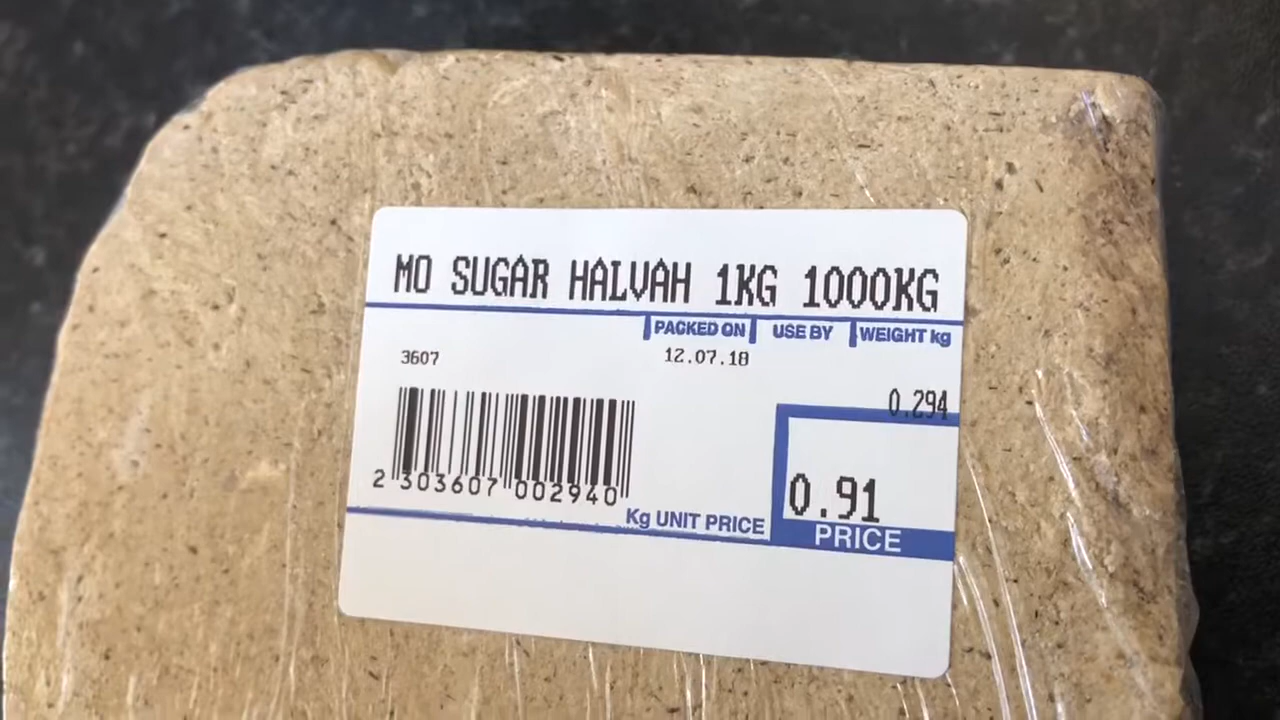 MO SUGAR HALVAH 1KG 1000KG
PACKED ON USE BY WEIGHT kg
3607 12.07.18
0.294
2 303607 002940
0.91
Kg UNIT PRICE
PRICE